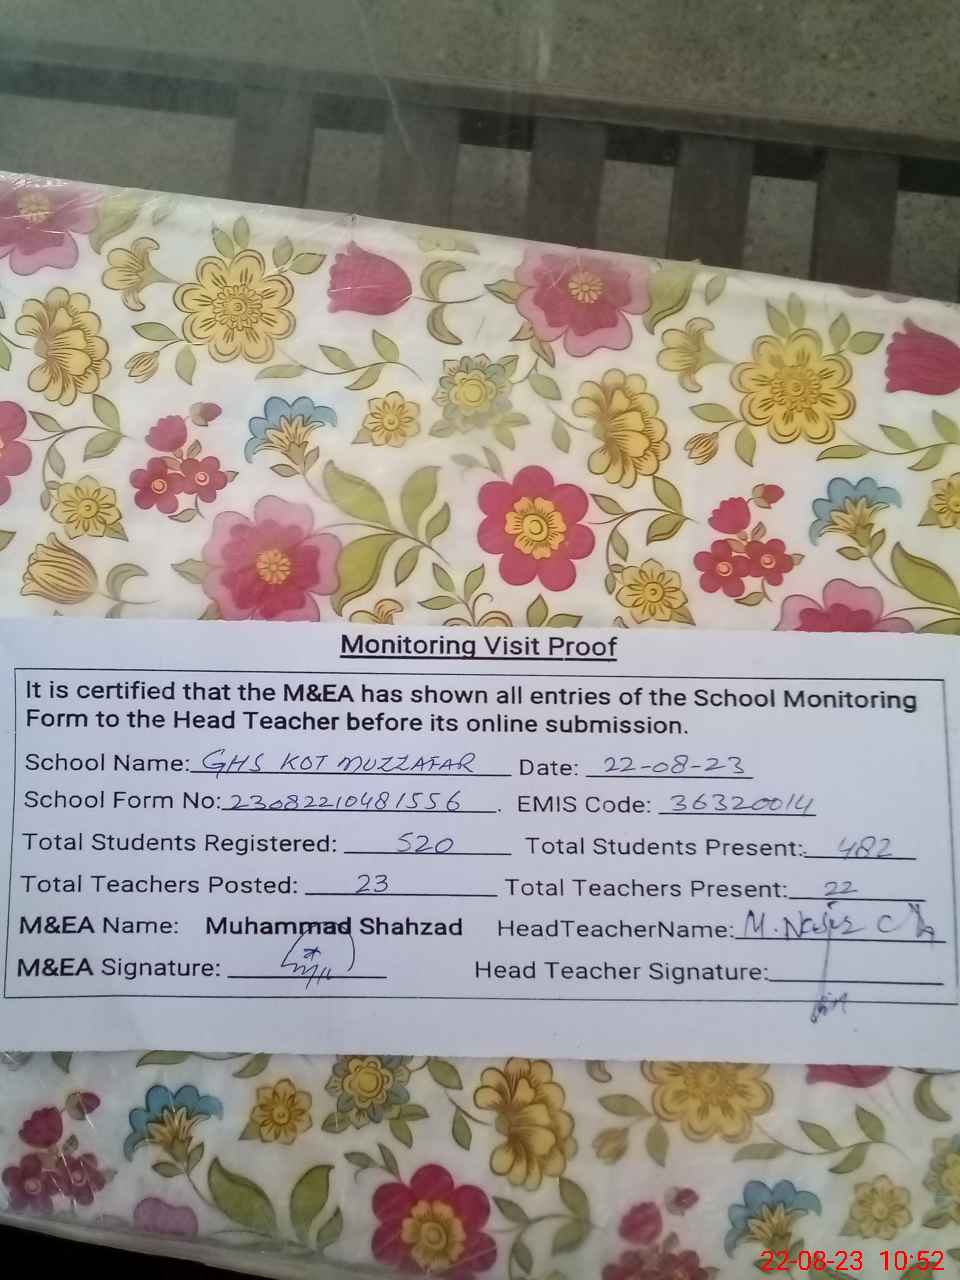 Monitoring Visit Proof
It is certified that the M&EA has shown all entries of the School Monitoring
Form to the Head Teacher before its online submission.
School Name: GHS KOT MUZZAFAR Date: 22-08-23
School Form No: 23082210481556. EMIS Code: 36320014
Total Students Registered: 520 Total Students Present: 482
Total Teachers Posted: 23 Total Teachers Present: 22
M&EA Name: Muhammad Shahzad HeadTeacherName: M.
M&EA Signature: Head Teacher Signature:
22-08-23 10:52